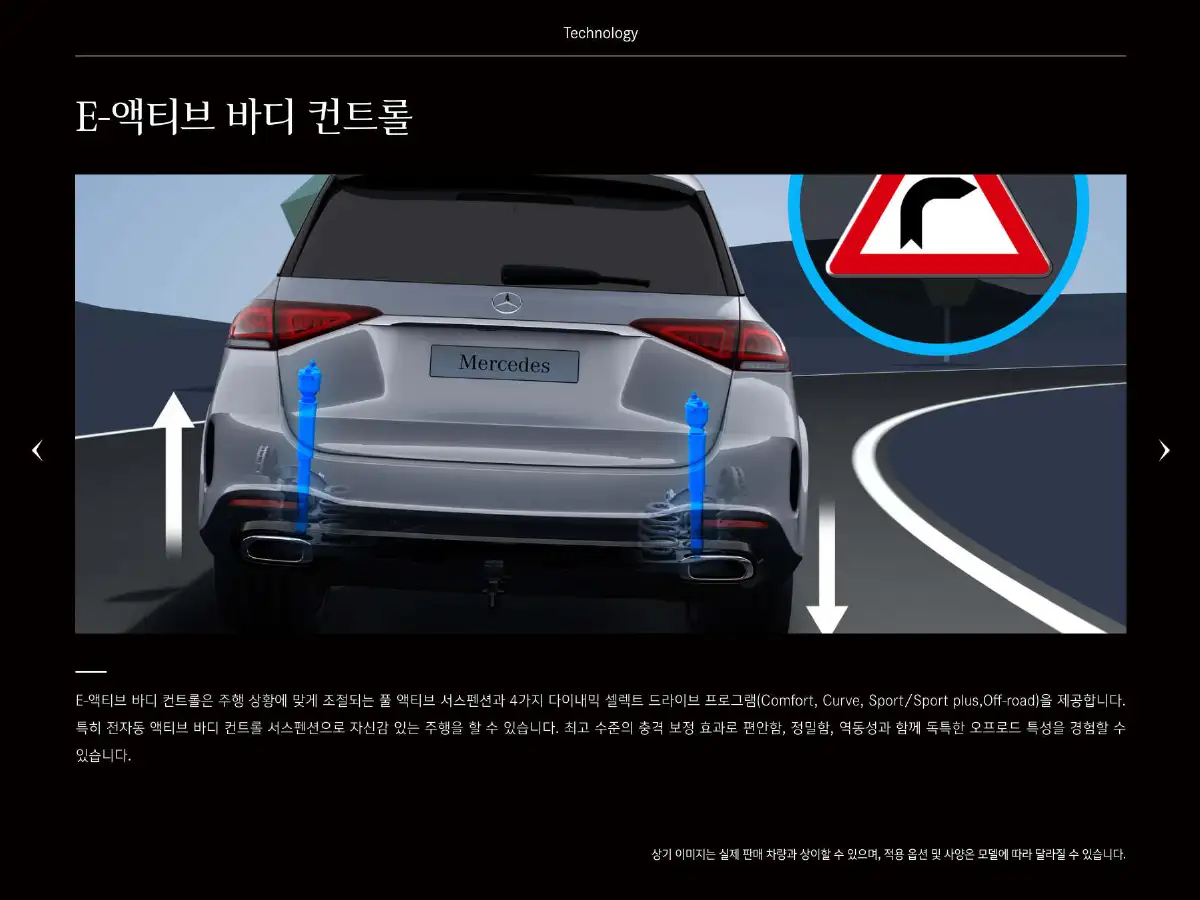 Technology
E-액티브 바디 컨트롤
Mercedes
E-액티브 바디 컨트롤은 주행 상황에 맞게 조절되는 풀 액티브 서스펜션과 4가지 다이내믹 셀렉트 드라이브 프로그램(Comfort, Curve, Sport/Sport plus,Off-road)을 제공합니다.
특히 전자동 액티브 바디 컨트롤 서스펜션으로 자신감 있는 주행을 할 수 있습니다. 최고 수준의 충격 보정 효과로 편안함, 정밀함, 역동성과 함께 독특한 오프로드 특성을 경험할 수
있습니다.
상기 이미지는 실제 판매 차량과 상이할 수 있으며, 적용 옵션 및 사양은 모델에 따라 달라질 수 있습니다.